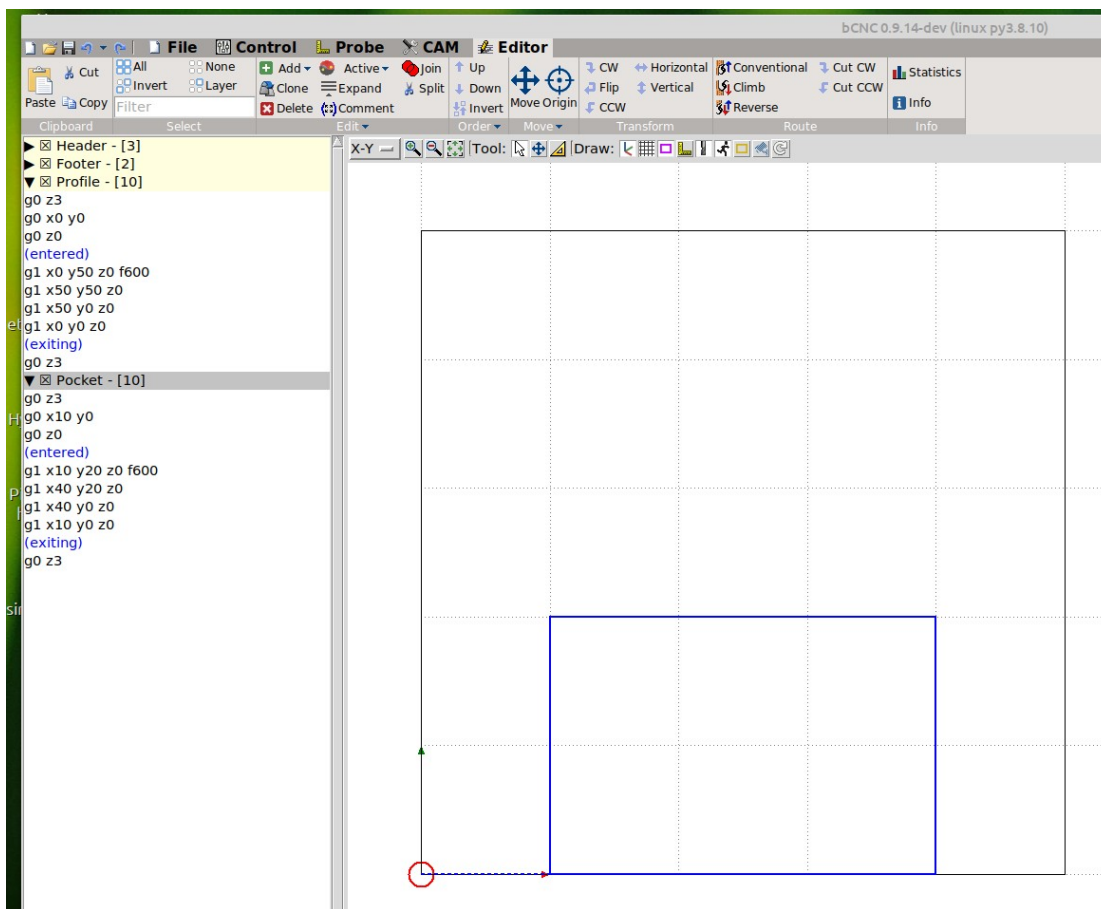 bCNC 0.9.14-dev (linux py3.8.10)
File Control Probe CAM Editor
Paste Cut Copy All None Invert Layer Filter Add Active Join Clone Expand Split Delete Comment Up Down Invert Move Origin CW Horizontal Flip Vertical CCW Conventional Cut CW Climb Cut CCW Reverse Statistics Info
Clipboard Select Edit Order Move Transform Route Info
X-Y Tool: Draw:
Header - [3]
Footer - [2]
Profile - [10]
g0 z3
g0 x0 y0
g0 z0
(entered)
g1 x0 y50 z0 f600
g1 x50 y50 z0
g1 x50 y0 z0
g1 x0 y0 z0
(exiting)
g0 z3
Pocket - [10]
g0 z3
g0 x10 y0
g0 z0
(entered)
g1 x10 y20 z0 f600
g1 x40 y20 z0
g1 x40 y0 z0
g1 x10 y0 z0
(exiting)
g0 z3